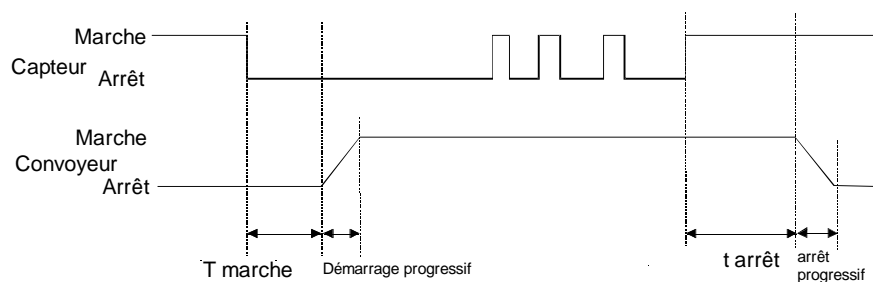 Marche
Capteur
Arrêt
Marche
Convoyeur
Arrêt
T marche
Démarrage progressif
t arrêt
arrêt
progressif